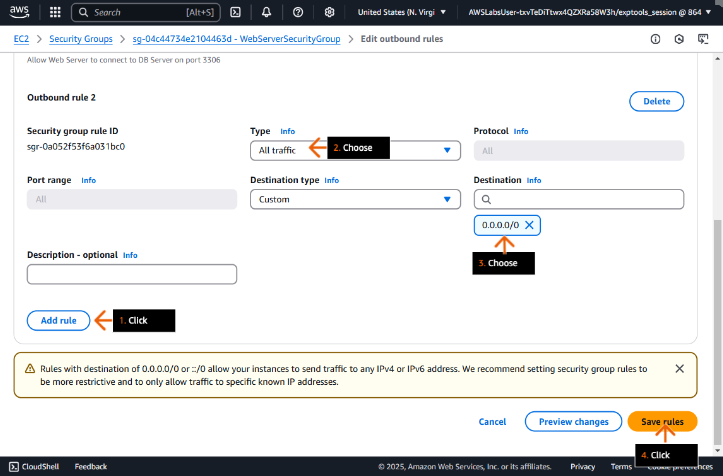 aws
Search [Alt+S]
United States (N. Virgi
AWSLabsUser-txvTeDiTtwx4QZXRa58W3h/exptools_session @ 864
EC2 > Security Groups > sg-04c44734e2104463d - WebServerSecurityGroup > Edit outbound rules
Allow Web Server to connect to DB Server on port 3306
Outbound rule 2
Delete
Security group rule ID
sgr-0a052f53f6a031bc0
Type Info
All traffic
2. Choose
Protocol Info
All
Port range Info
All
Destination type Info
Custom
Destination Info
0.0.0.0/0
3. Choose
Description - optional Info
Add rule
1. Click
Rules with destination of 0.0.0.0/0 or ::/0 allow your instances to send traffic to any IPv4 or IPv6 address. We recommend setting security group rules to
be more restrictive and to only allow traffic to specific known IP addresses.
Cancel
Preview changes
Save rules
4. Click
CloudShell Feedback
© 2025, Amazon Web Services, Inc. or its affiliates. Privacy Terms Cookie preferences